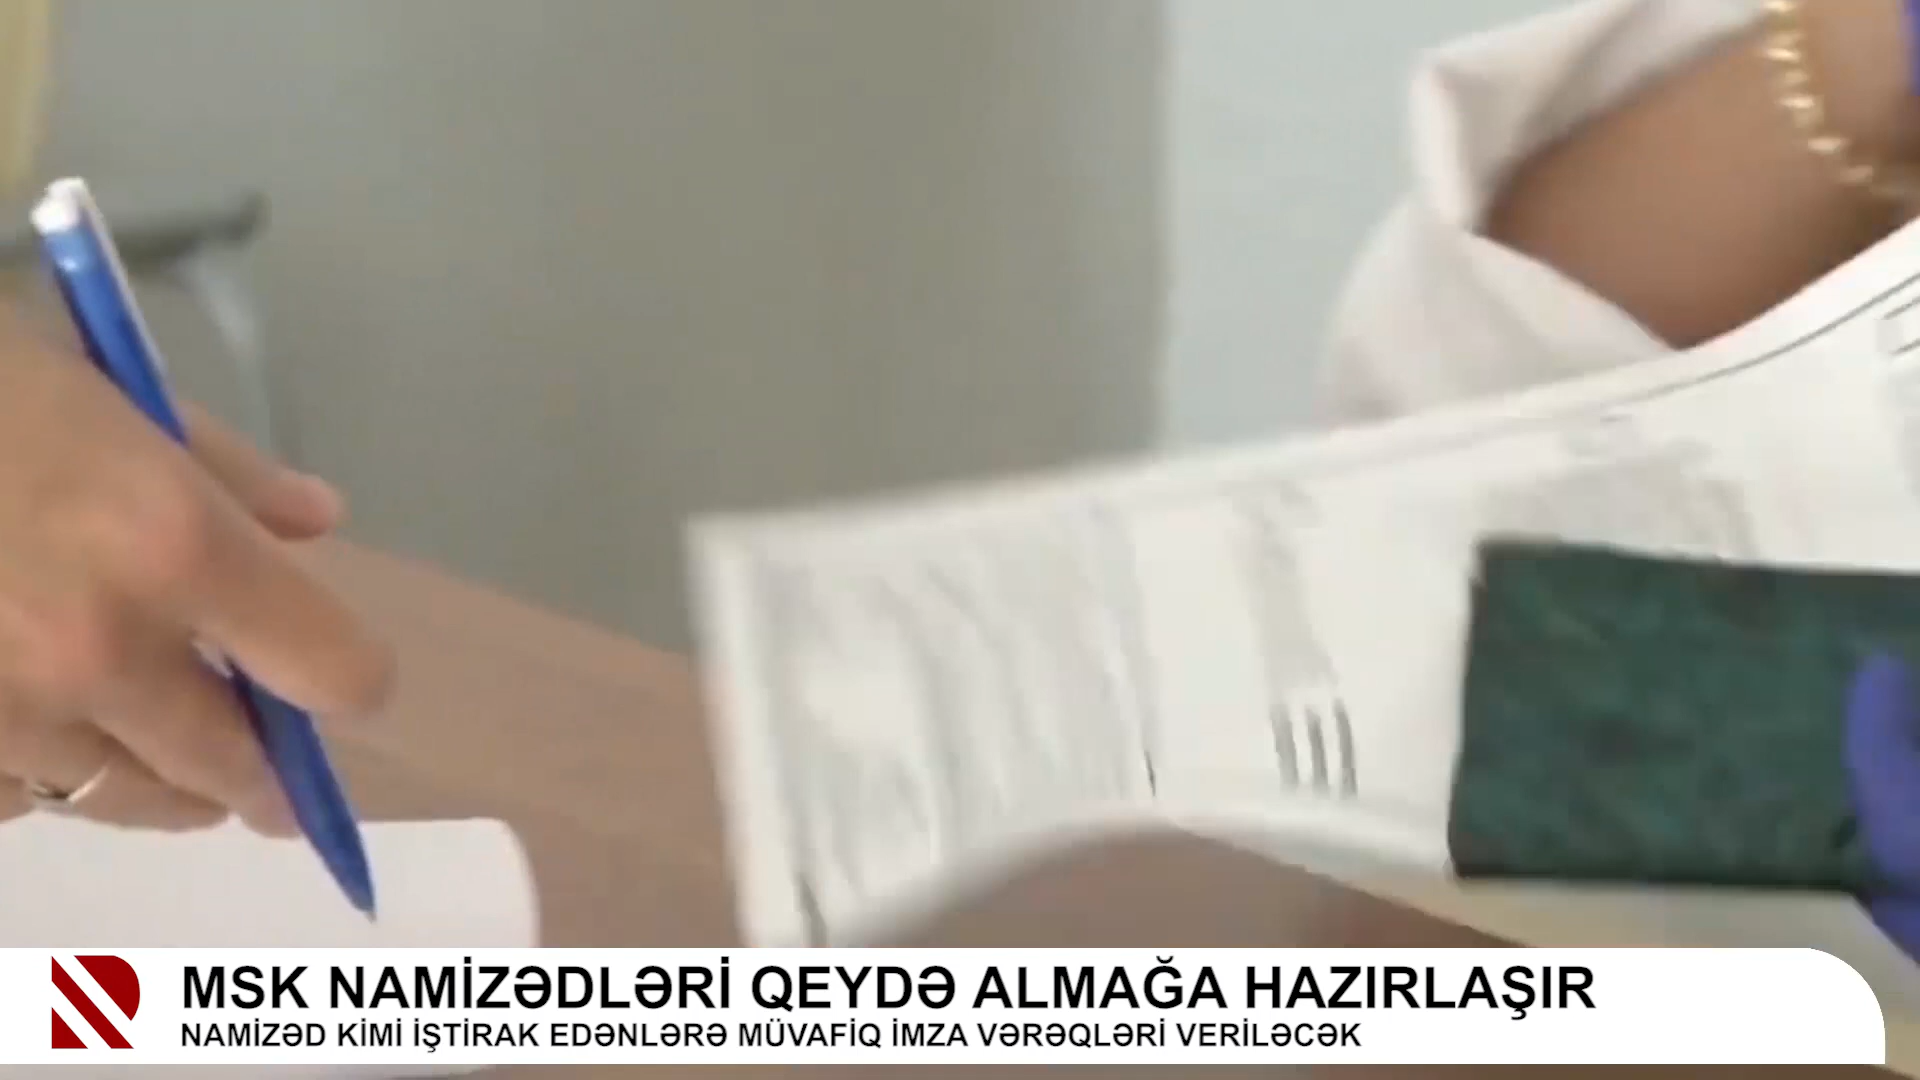 MSK NAMİZƏDLƏRİ QEYDƏ ALMAĞA HAZIRLAŞIR
NAMİZƏD KİMİ İŞTİRAK EDƏNLƏRƏ MÜVAFİQ İMZA VƏRƏQLƏRİ VERİLƏCƏK